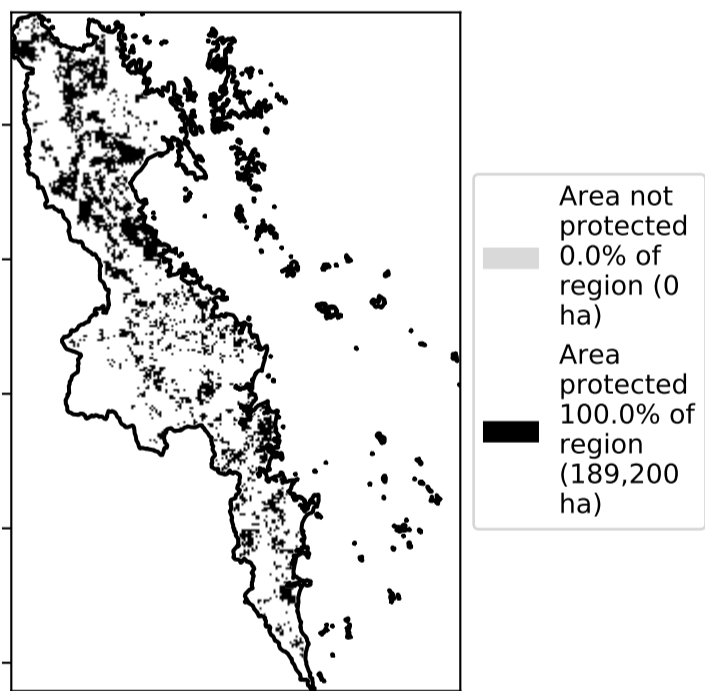 Area not
protected
0.0% of
region (0
ha)
Area
protected
100.0% of
region
(189,200
ha)